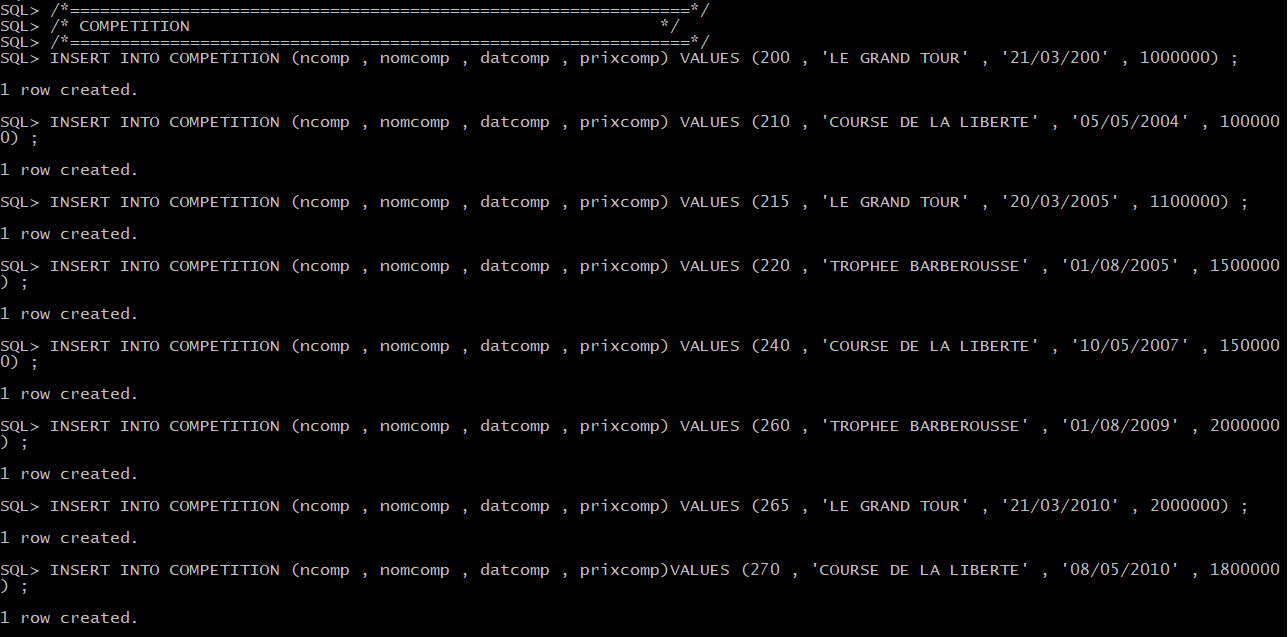 SQL> /*==============================================================*/
SQL> /* COMPETITION                                               */
SQL> /*==============================================================*/
SQL> INSERT INTO COMPETITION (ncomp , nomcomp , datcomp , prixcomp) VALUES (200 , 'LE GRAND TOUR' , '21/03/200' , 1000000) ;
1 row created.
SQL> INSERT INTO COMPETITION (ncomp , nomcomp , datcomp , prixcomp) VALUES (210 , 'COURSE DE LA LIBERTE' , '05/05/2004' , 100000
0) ;
1 row created.
SQL> INSERT INTO COMPETITION (ncomp , nomcomp , datcomp , prixcomp) VALUES (215 , 'LE GRAND TOUR' , '20/03/2005' , 1100000) ;
1 row created.
SQL> INSERT INTO COMPETITION (ncomp , nomcomp , datcomp , prixcomp) VALUES (220 , 'TROPHEE BARBEROUSSE' , '01/08/2005' , 1500000
) ;
1 row created.
SQL> INSERT INTO COMPETITION (ncomp , nomcomp , datcomp , prixcomp) VALUES (240 , 'COURSE DE LA LIBERTE' , '10/05/2007' , 150000
0) ;
1 row created.
SQL> INSERT INTO COMPETITION (ncomp , nomcomp , datcomp , prixcomp) VALUES (260 , 'TROPHEE BARBEROUSSE' , '01/08/2009' , 2000000
) ;
1 row created.
SQL> INSERT INTO COMPETITION (ncomp , nomcomp , datcomp , prixcomp) VALUES (265 , 'LE GRAND TOUR' , '21/03/2010' , 2000000) ;
1 row created.
SQL> INSERT INTO COMPETITION (ncomp , nomcomp , datcomp , prixcomp)VALUES (270 , 'COURSE DE LA LIBERTE' , '08/05/2010' , 1800000
) ;
1 row created.